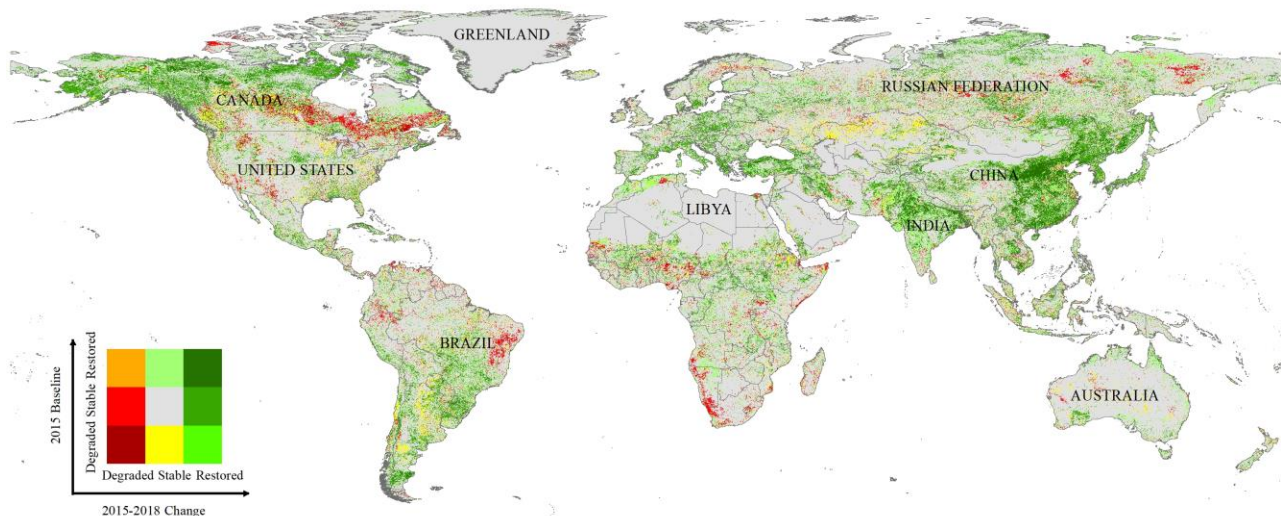 GREENLAND
CANADA
RUSSIAN FEDERATION
UNITED STATES
CHINA
LIBYA
INDIA
BRAZIL
AUSTRALIA
2015 Baseline
Degraded Stable Restored
Degraded Stable Restored
2015-2018 Change